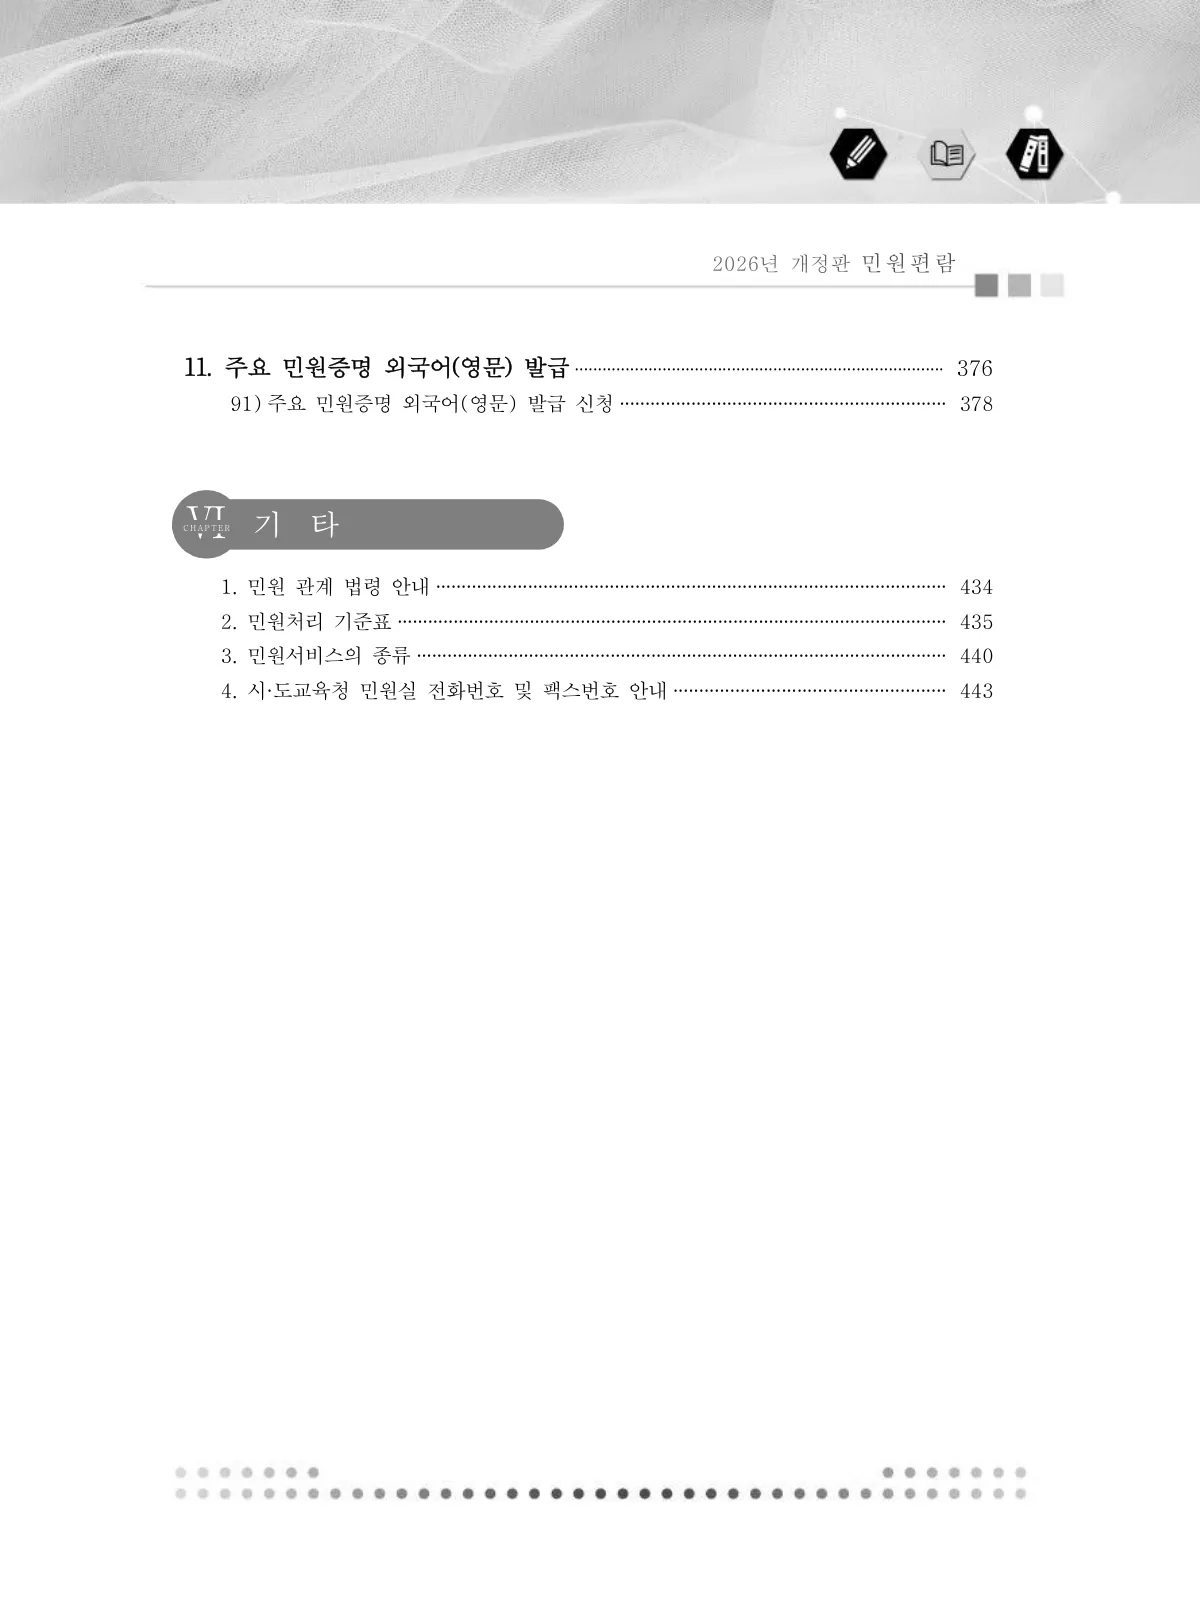 2026년 개정판 민원편람
11. 주요 민원증명 외국어(영문) 발급 ········ 376
91) 주요 민원증명 외국어(영문) 발급 신청 ········ 378
VI
CHAPTER
기 타
1. 민원 관계 법령 안내 ········ 434
2. 민원처리 기준표 ········ 435
3. 민원서비스의 종류 ········ 440
4. 시·도교육청 민원실 전화번호 및 팩스번호 안내 ········ 443